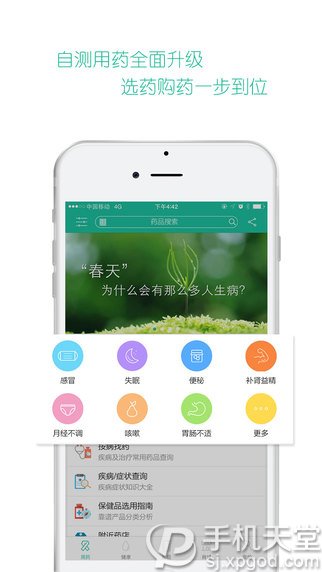 自测用药全面升级
选药购药一步到位
中国移动 4G 下午4:42
药品搜索
“春天”
为什么会有那么多人生病?
感冒 失眠 便秘 补肾益精
月经不调 咳嗽 胃肠不适 更多
按病找药
疾病及治疗常用药品查询
疾病/症状查询
疾病症状知识大全
保健品选用指南
靠谱产品分类分析
附近药店
用药 健康
手机天堂
sj.xpgod.com